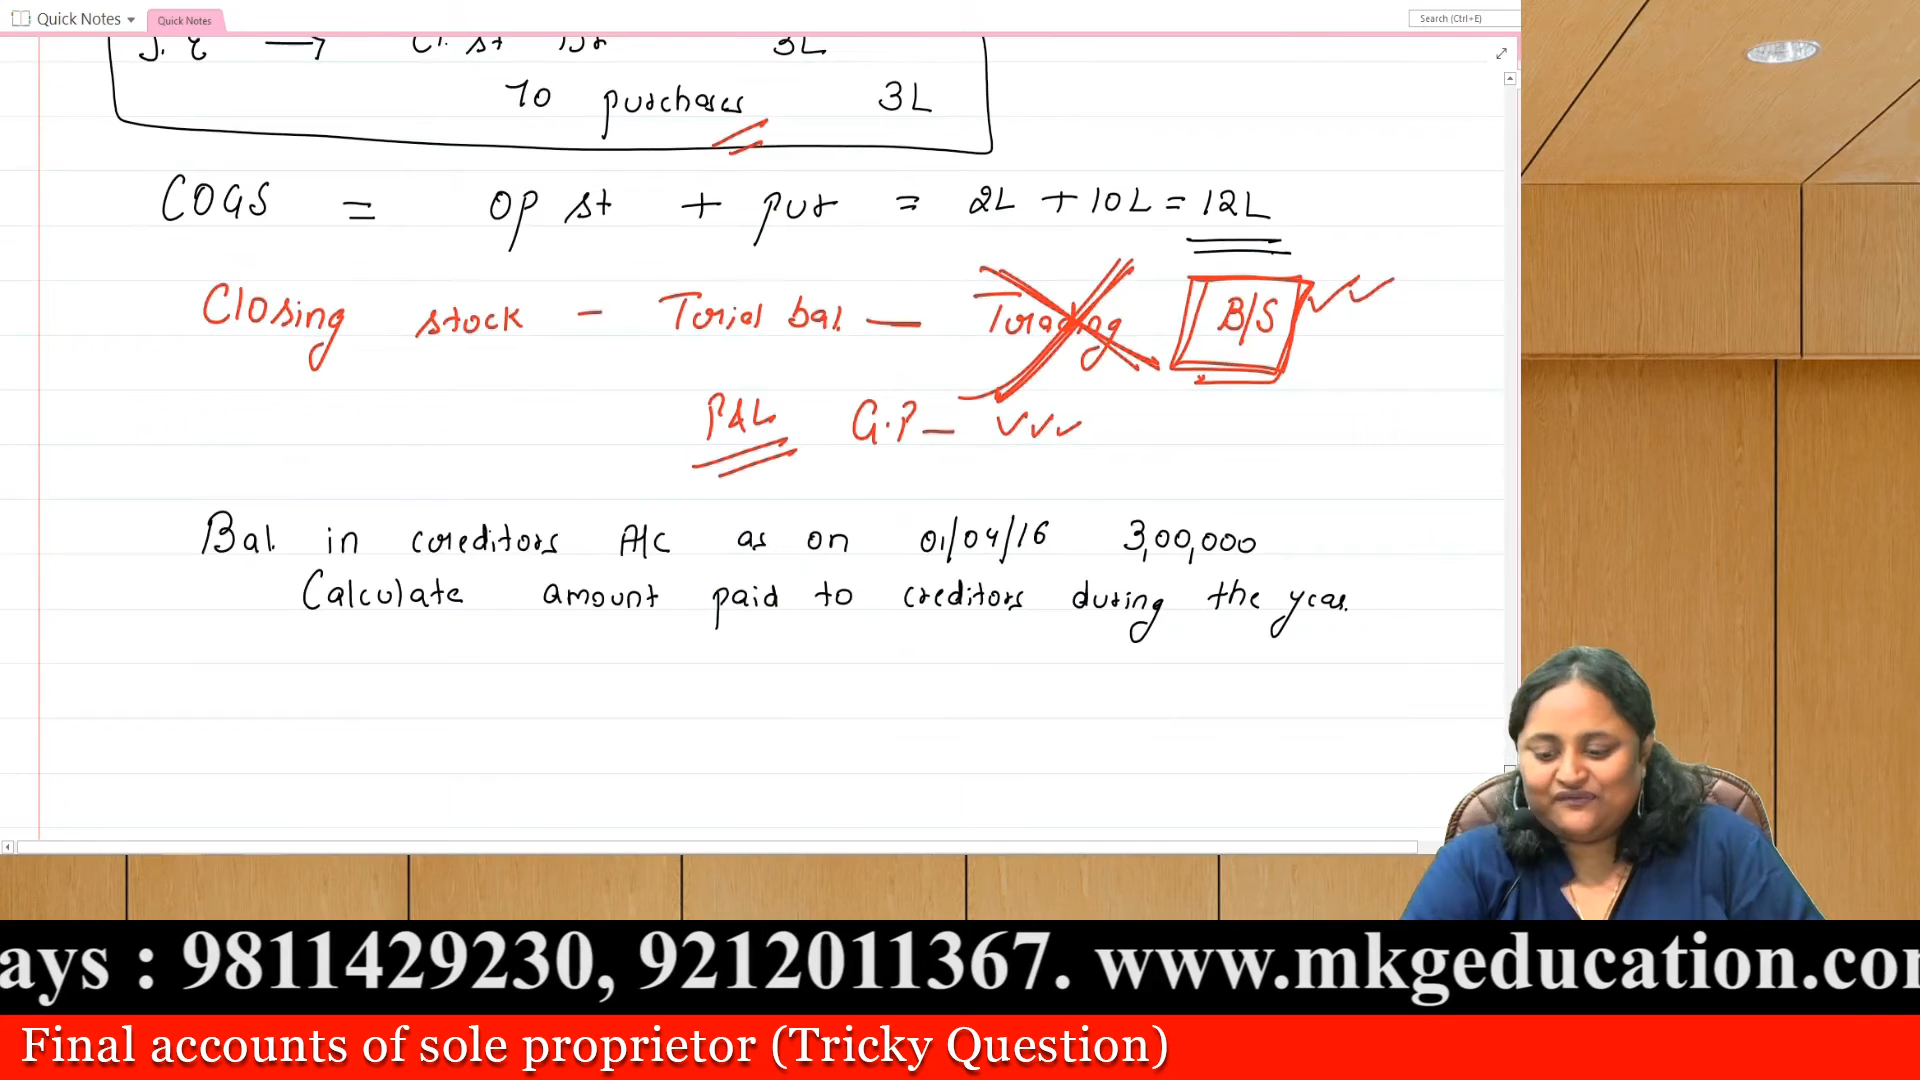 Quick Notes
Quick Notes
Search (Ctrl+E)
3L
To purchases 3L
COGS = OP st + pur = 2L + 10L = 12L
Closing stock - Trial bal. — Trading B/S
P&L G.P —
Bal. in creditors A/c as on 01/04/16 3,00,000
Calculate amount paid to creditors during the year.
ays : 9811429230, 9212011367. www.mkgeducation.co
Final accounts of sole proprietor (Tricky Question)